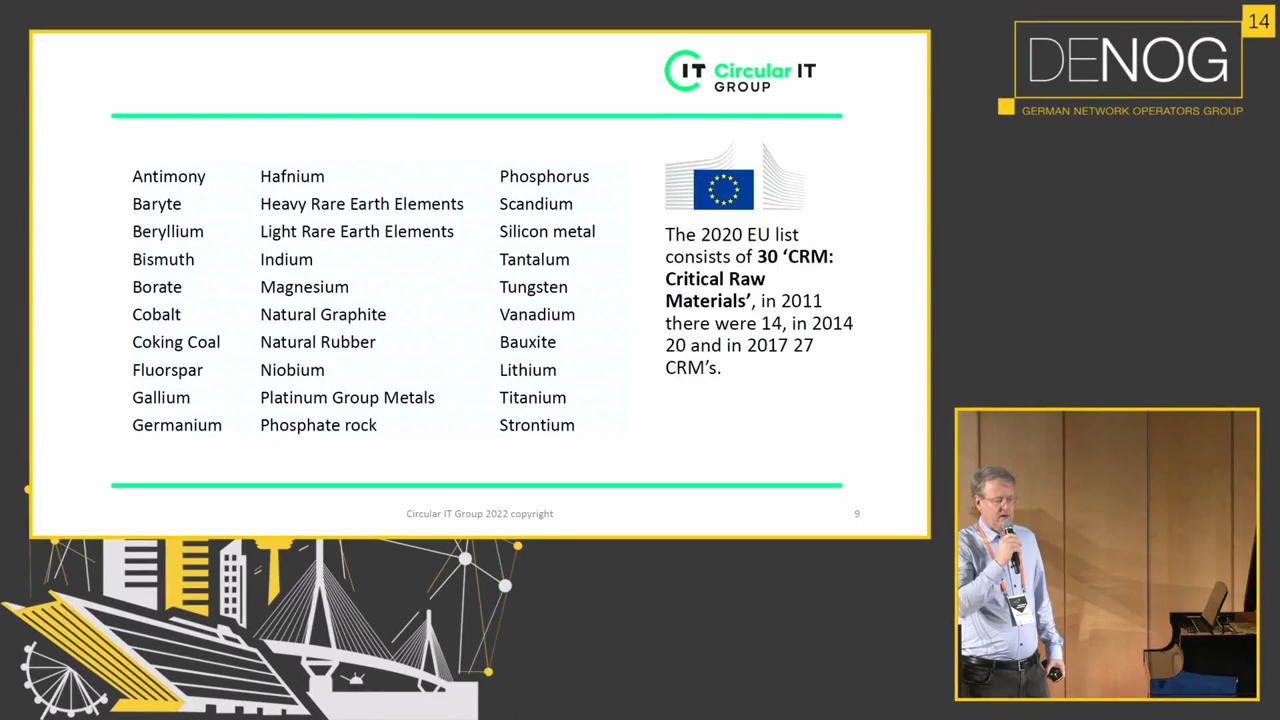 14
DENOG
GERMAN NETWORK OPERATORS GROUP
IT Circular IT
GROUP
Antimony
Baryte
Beryllium
Bismuth
Borate
Cobalt
Coking Coal
Fluorspar
Gallium
Germanium
Hafnium
Heavy Rare Earth Elements
Light Rare Earth Elements
Indium
Magnesium
Natural Graphite
Natural Rubber
Niobium
Platinum Group Metals
Phosphate rock
Phosphorus
Scandium
Silicon metal
Tantalum
Tungsten
Vanadium
Bauxite
Lithium
Titanium
Strontium
The 2020 EU list
consists of 30 ‘CRM:
Critical Raw
Materials’, in 2011
there were 14, in 2014
20 and in 2017 27
CRM’s.
Circular IT Group 2022 copyright
9